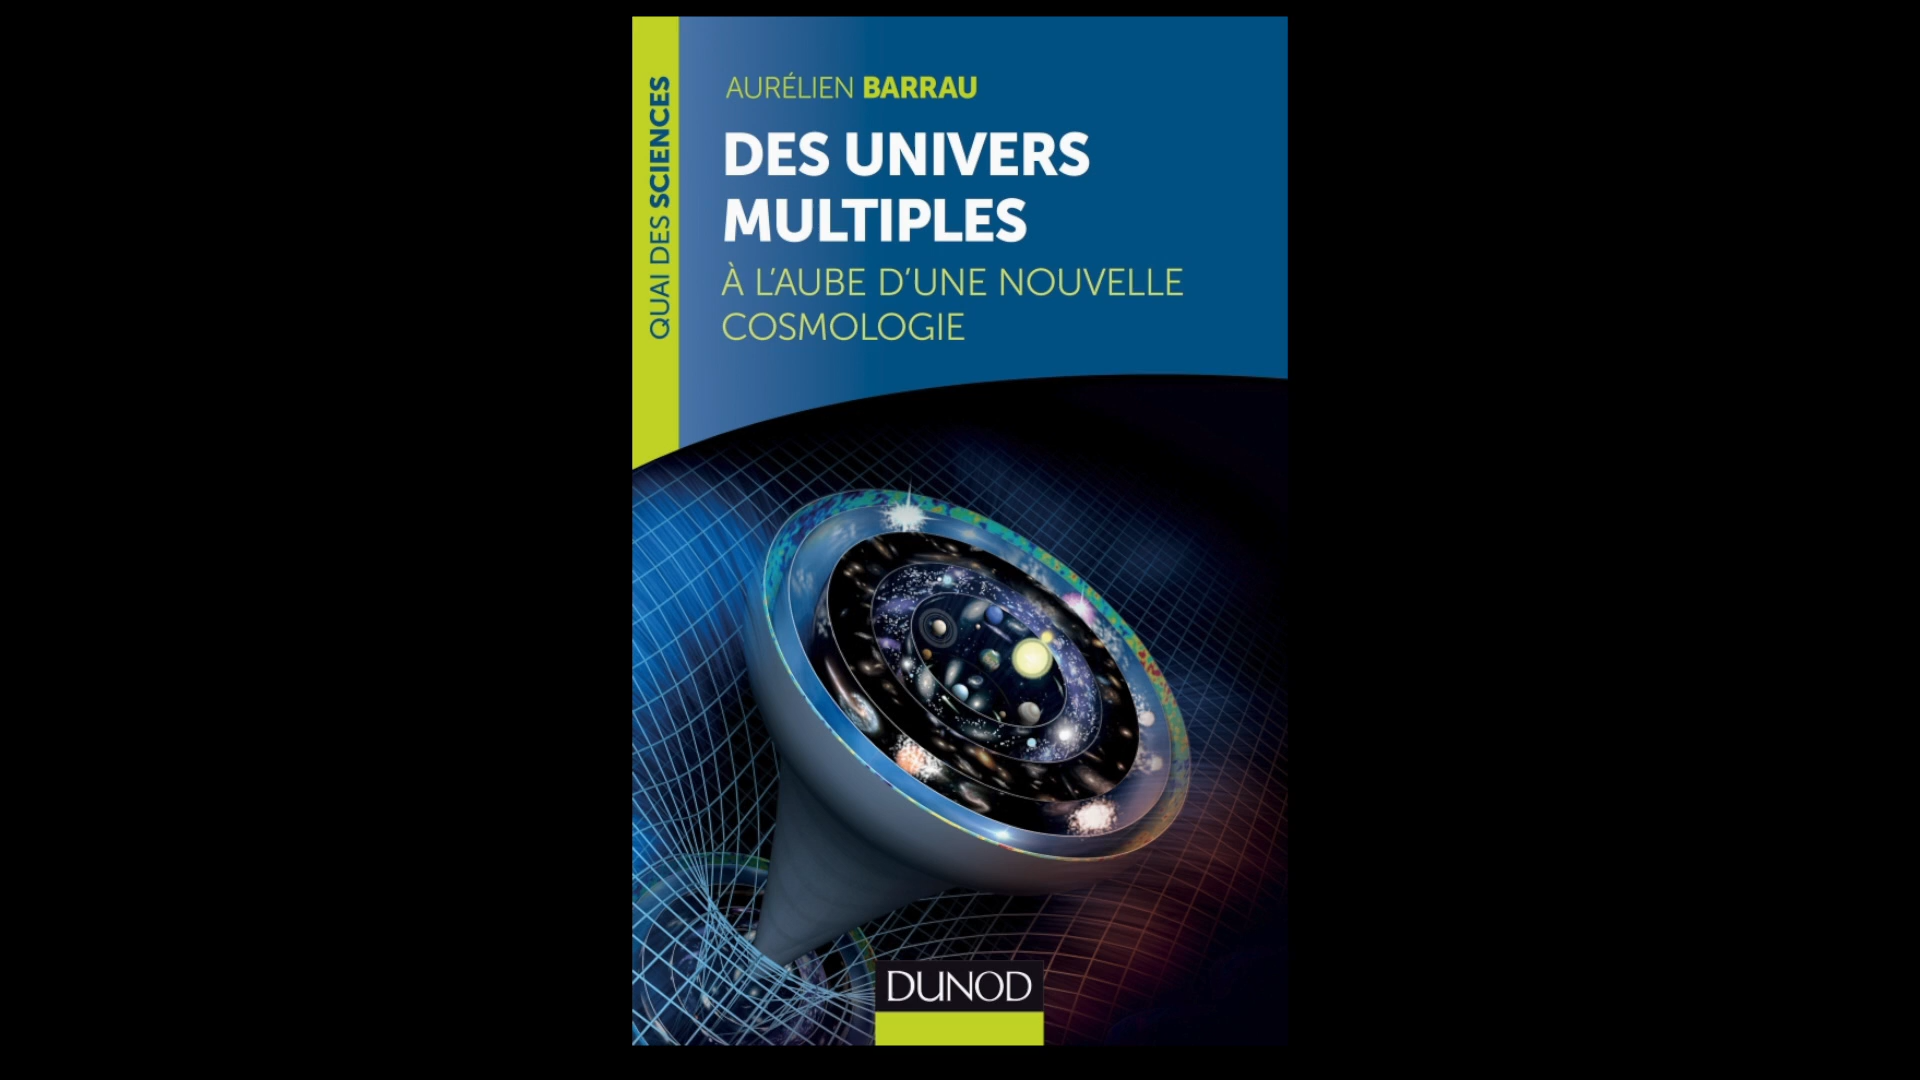 QUAI DES SCIENCES
AURÉLIEN BARRAU
DES UNIVERS
MULTIPLES
À L'AUBE D'UNE NOUVELLE
COSMOLOGIE
DUNOD